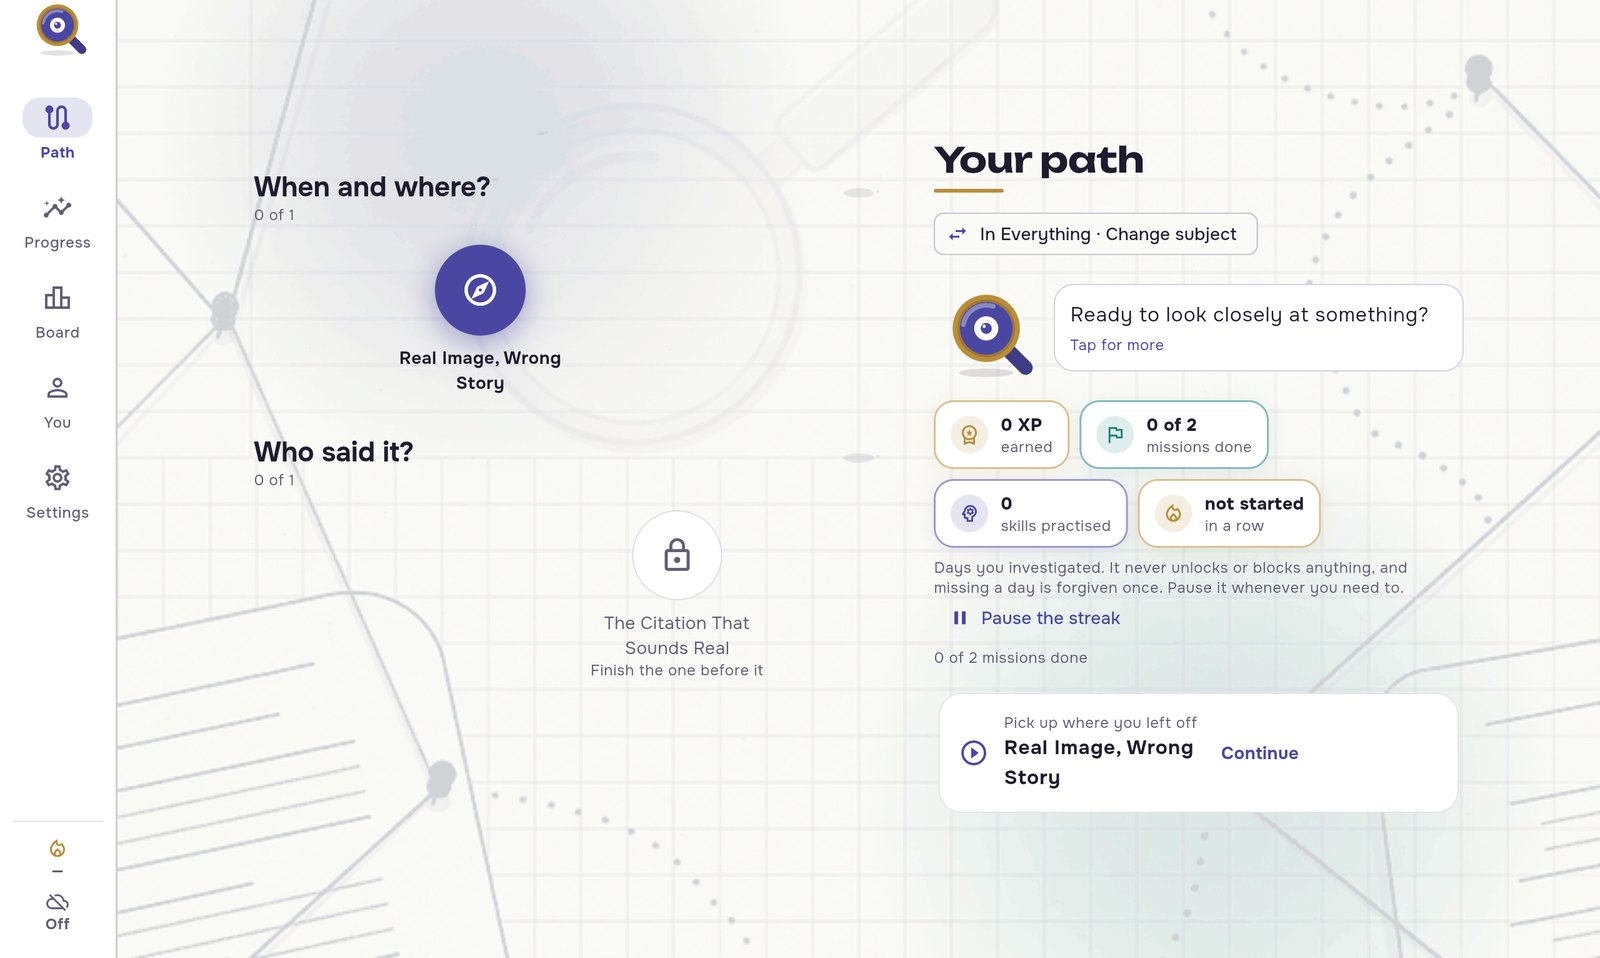 Path
Progress
Board
You
Settings
–
Off
When and where?
0 of 1
Real Image, Wrong
Story
Who said it?
0 of 1
The Citation That
Sounds Real
Finish the one before it
Your path
In Everything · Change subject
Ready to look closely at something?
Tap for more
0 XP
earned
0 of 2
missions done
0
skills practised
not started
in a row
Days you investigated. It never unlocks or blocks anything, and
missing a day is forgiven once. Pause it whenever you need to.
Pause the streak
0 of 2 missions done
Pick up where you left off
Real Image, Wrong
Story
Continue